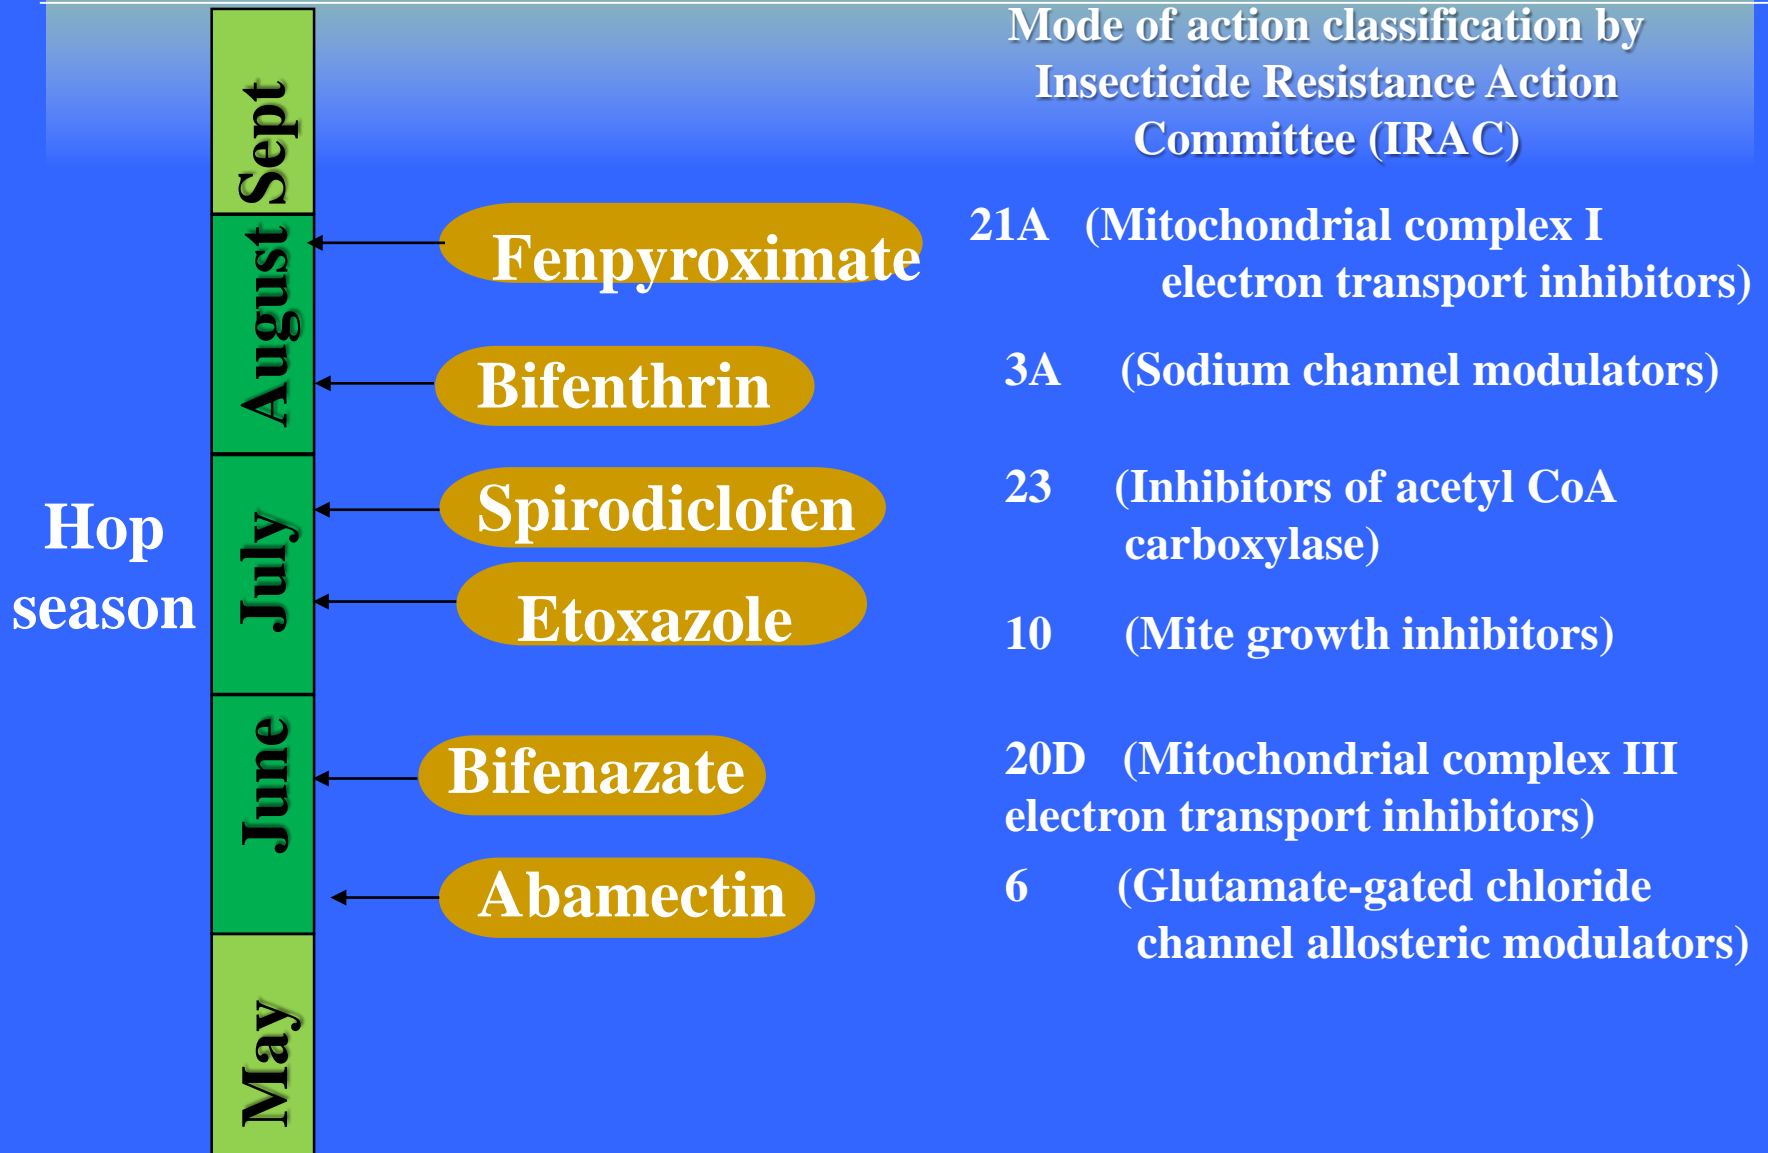 Mode of action classification by
Insecticide Resistance Action
Committee (IRAC)
Sept
August
July
June
May
Hop
season
Fenpyroximate
21A (Mitochondrial complex I
electron transport inhibitors)
Bifenthrin
3A (Sodium channel modulators)
Spirodiclofen
23 (Inhibitors of acetyl CoA
carboxylase)
Etoxazole
10 (Mite growth inhibitors)
Bifenazate
20D (Mitochondrial complex III
electron transport inhibitors)
Abamectin
6 (Glutamate-gated chloride
channel allosteric modulators)